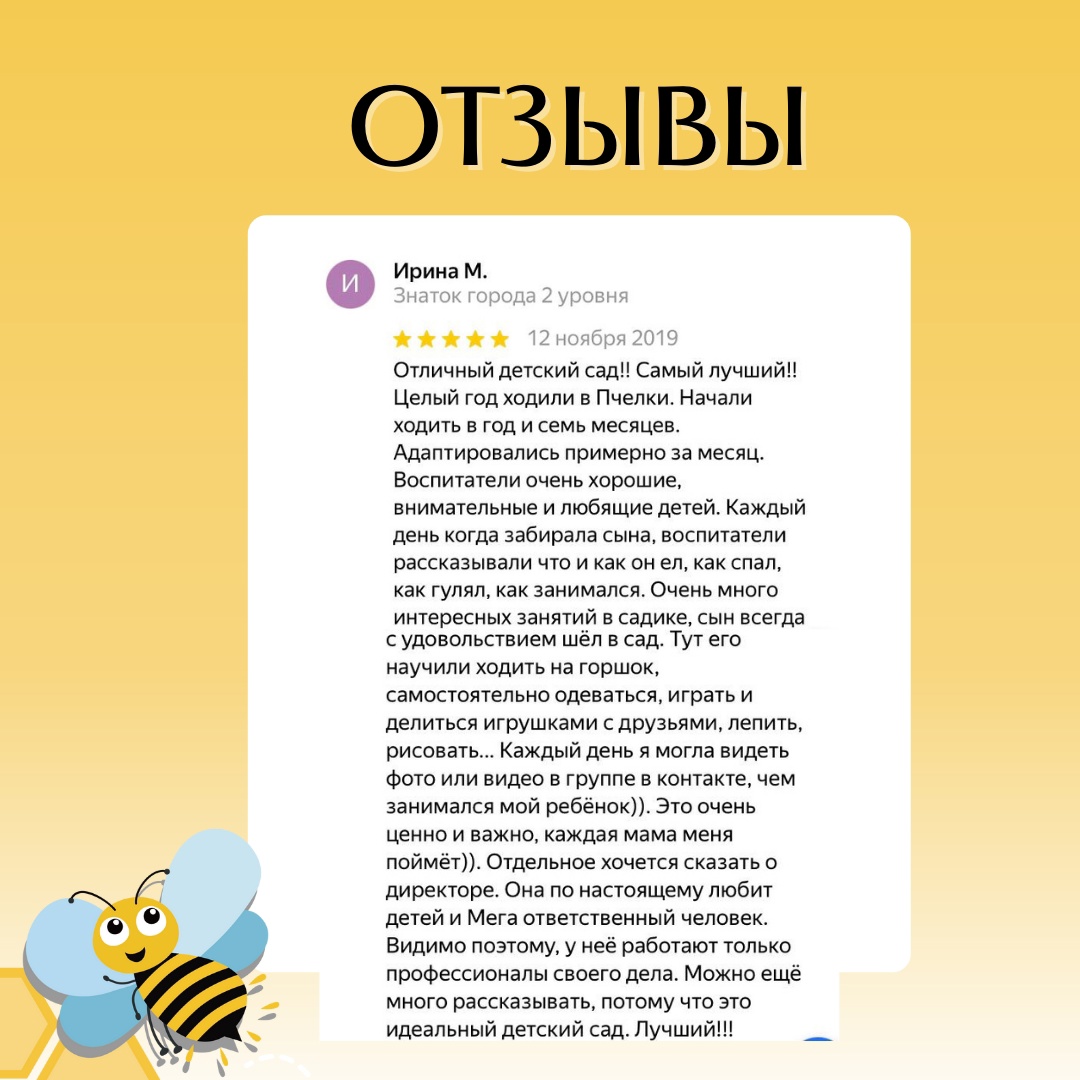 ОТЗЫВЫ
И
Ирина М.
Знаток города 2 уровня
12 ноября 2019
Отличный детский сад!! Самый лучший!!
Целый год ходили в Пчелки. Начали
ходить в год и семь месяцев.
Адаптировались примерно за месяц.
Воспитатели очень хорошие,
внимательные и любящие детей. Каждый
день когда забирала сына, воспитатели
рассказывали что и как он ел, как спал,
как гулял, как занимался. Очень много
интересных занятий в садике, сын всегда
с удовольствием шёл в сад. Тут его
научили ходить на горшок,
самостоятельно одеваться, играть и
делиться игрушками с друзьями, лепить,
рисовать... Каждый день я могла видеть
фото или видео в группе в контакте, чем
занимался мой ребёнок)). Это очень
ценно и важно, каждая мама меня
поймёт)). Отдельное хочется сказать о
директоре. Она по настоящему любит
детей и Мега ответственный человек.
Видимо поэтому, у неё работают только
профессионалы своего дела. Можно ещё
много рассказывать, потому что это
идеальный детский сад. Лучший!!!